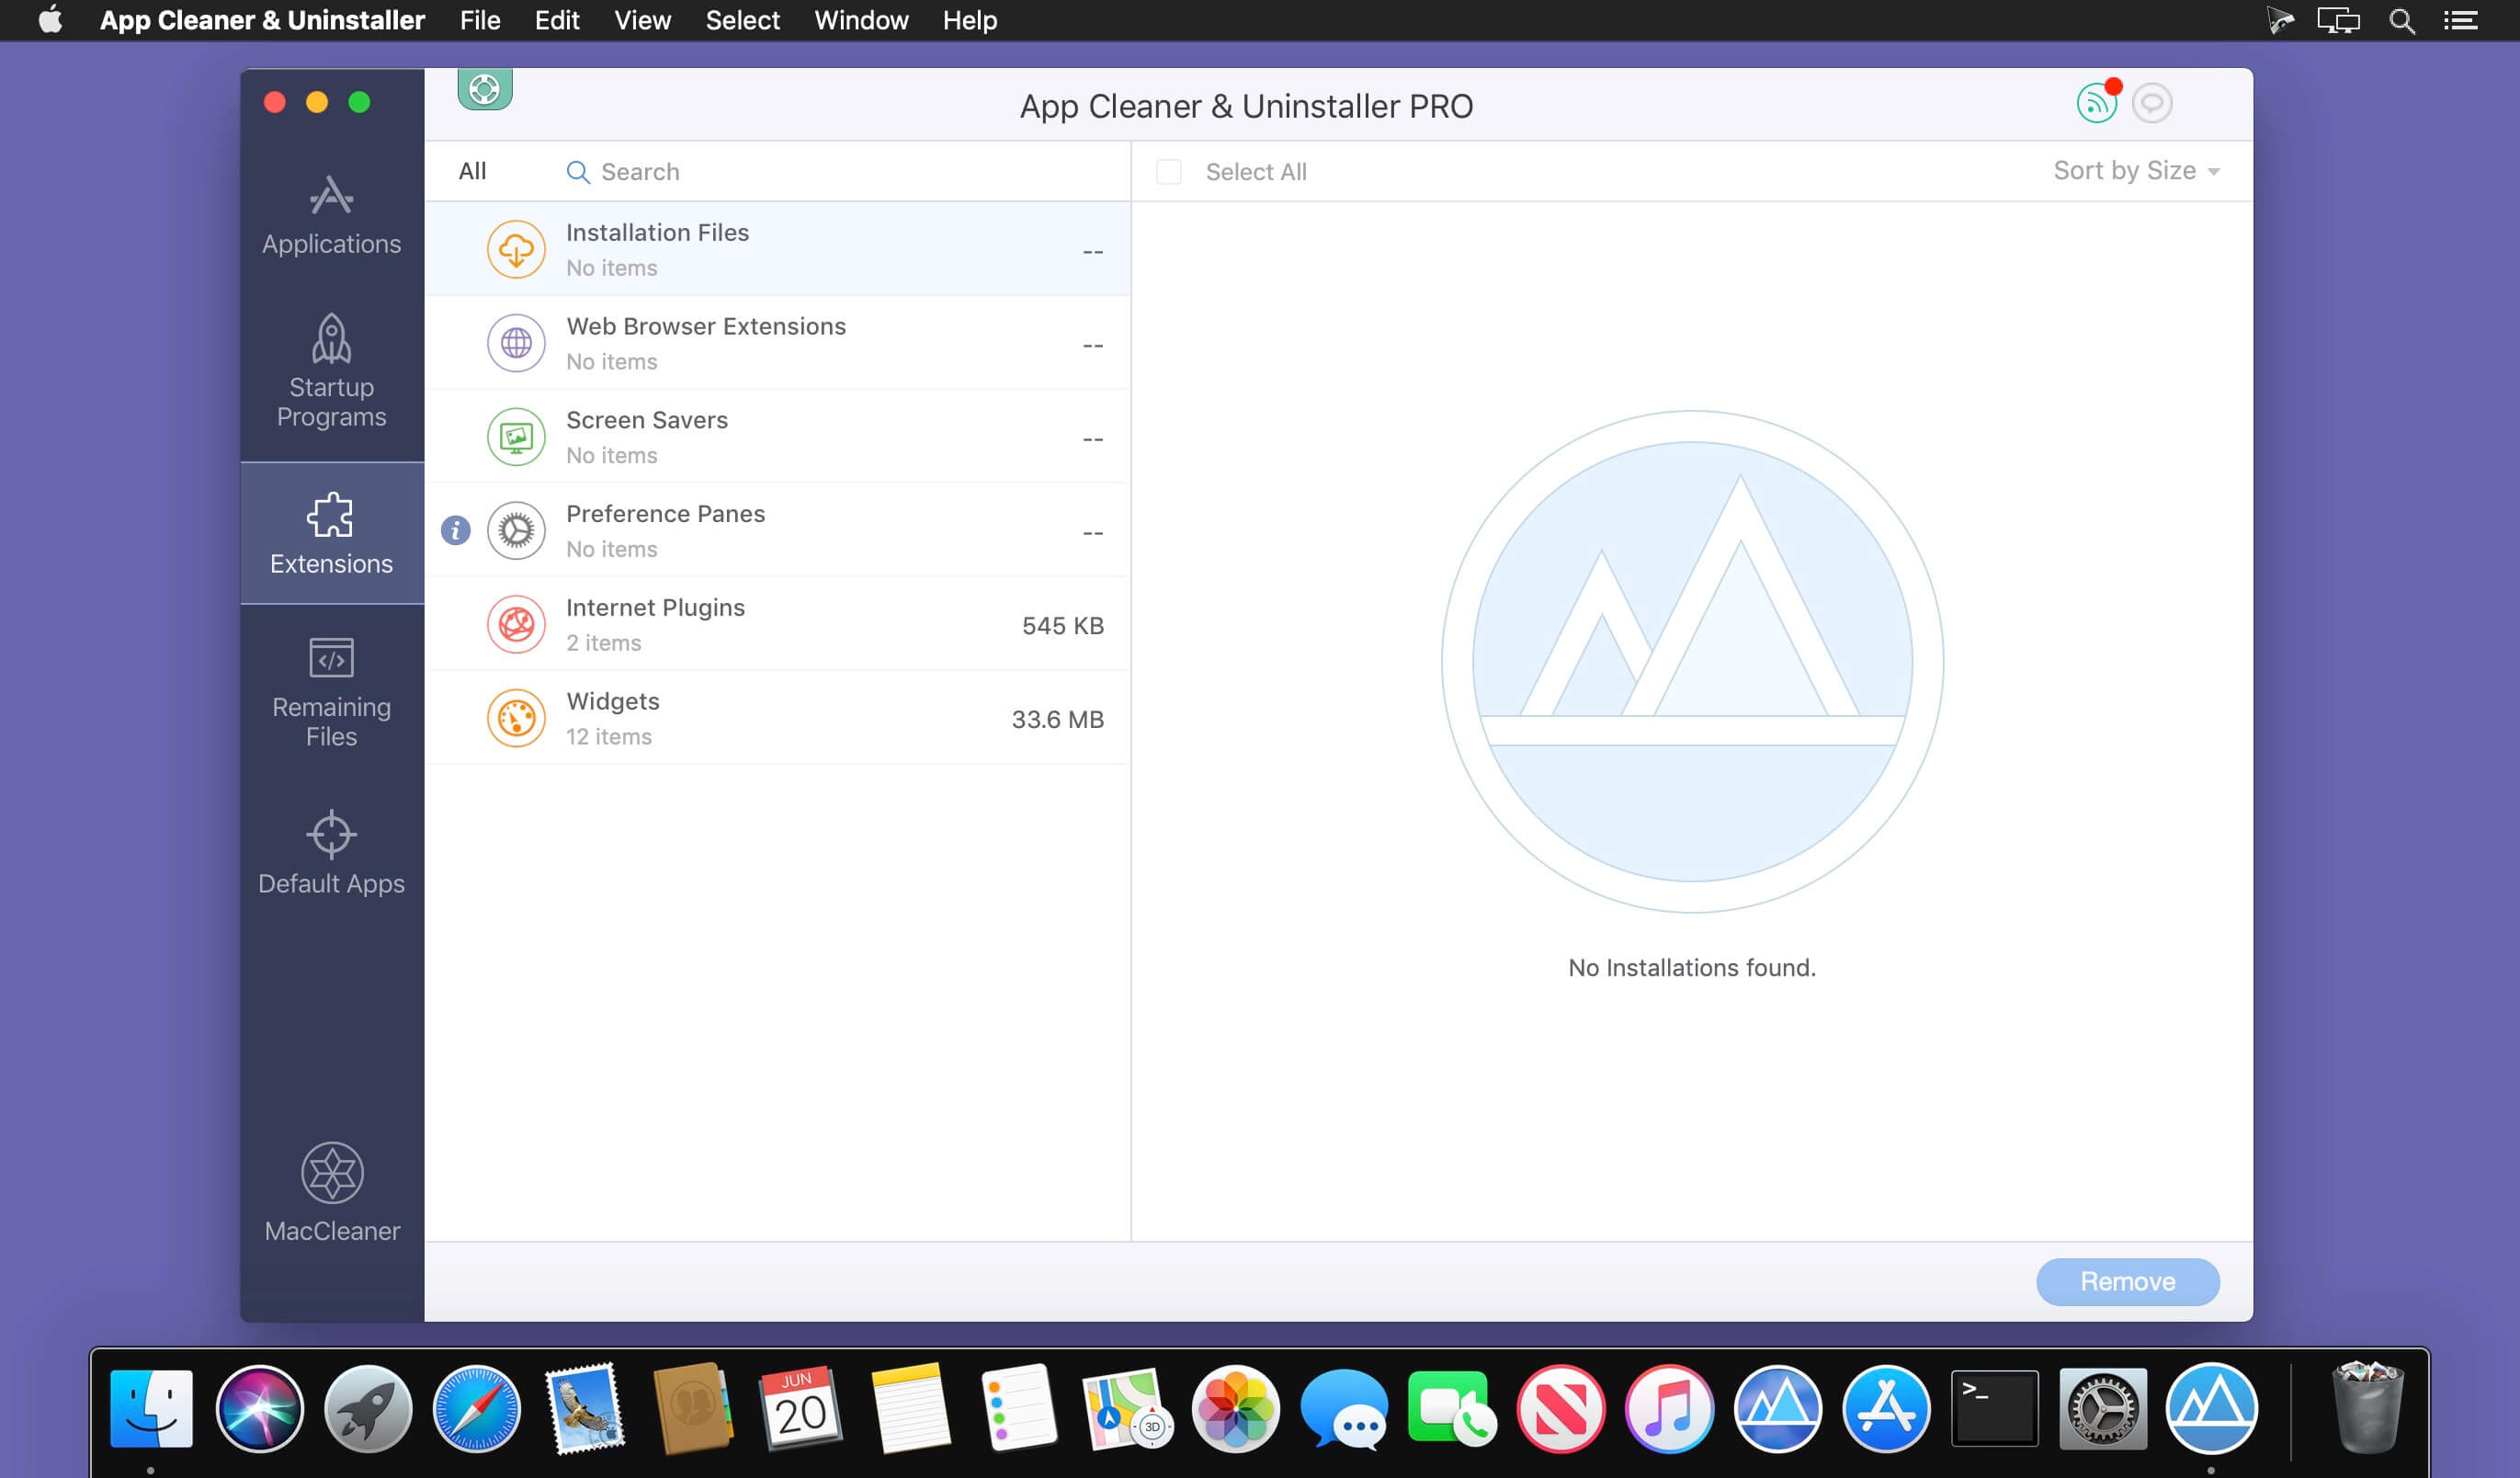 App Cleaner & Uninstaller File Edit View Select Window Help
App Cleaner & Uninstaller PRO
Applications
Startup
Programs
Extensions
Remaining
Files
Default Apps
MacCleaner
All Search
Installation Files
No items
--
Web Browser Extensions
No items
--
Screen Savers
No items
--
i
Preference Panes
No items
--
Internet Plugins
2 items
545 KB
Widgets
12 items
33.6 MB
Select All
Sort by Size
No Installations found.
Remove
JUN
20
3D
>_